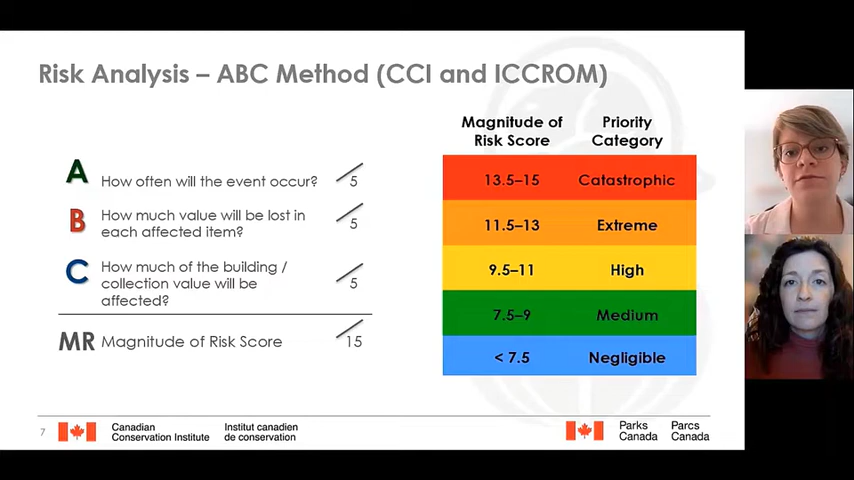 Risk Analysis – ABC Method (CCI and ICCROM)
A How often will the event occur? /5
B How much value will be lost in
each affected item? /5
C How much of the building /
collection value will be
affected? /5
MR Magnitude of Risk Score /15
Magnitude of Priority
Risk Score Category
13.5–15 Catastrophic
11.5–13 Extreme
9.5–11 High
7.5–9 Medium
< 7.5 Negligible
7
Canadian Institut canadien
Conservation Institute de conservation
Parks Parcs
Canada Canada